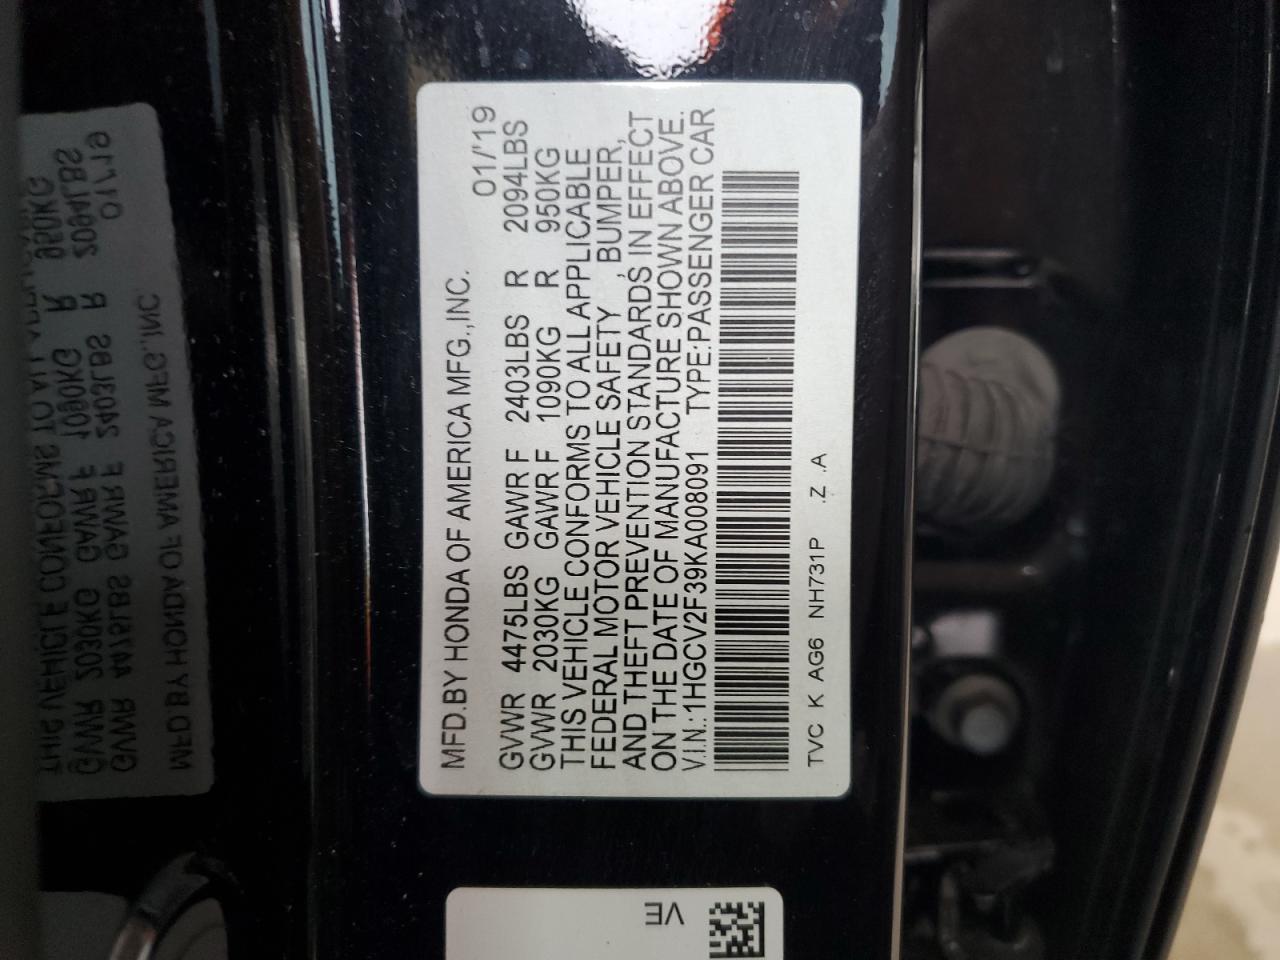 MFD.BY HONDA OF AMERICA MFG.,INC. 01/'19
GVWR 4475LBS GAWR F 2403LBS R 2094LBS
GVWR 2030KG GAWR F 1090KG R 950KG
THIS VEHICLE CONFORMS TO ALL APPLICABLE
FEDERAL MOTOR VEHICLE SAFETY, BUMPER,
AND THEFT PREVENTION STANDARDS IN EFFECT
ON THE DATE OF MANUFACTURE SHOWN ABOVE.
V.I.N.:1HGCV2F39KA008091 TYPE:PASSENGER CAR
TVC K AG6 NH731P .Z .A
VE